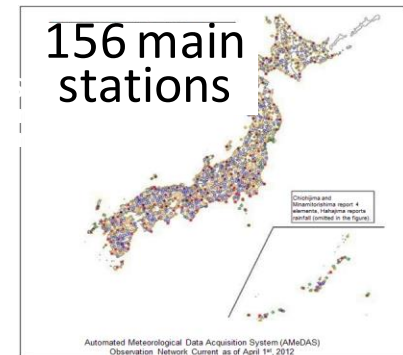 156 main
stations
Chichijima and
Minamitorishima report 4
elements, Hahajima reports
rainfall (omitted in the figure).
Automated Meteorological Data Acquisition System (AMeDAS)
Observation Network Current as of April 1st, 2012